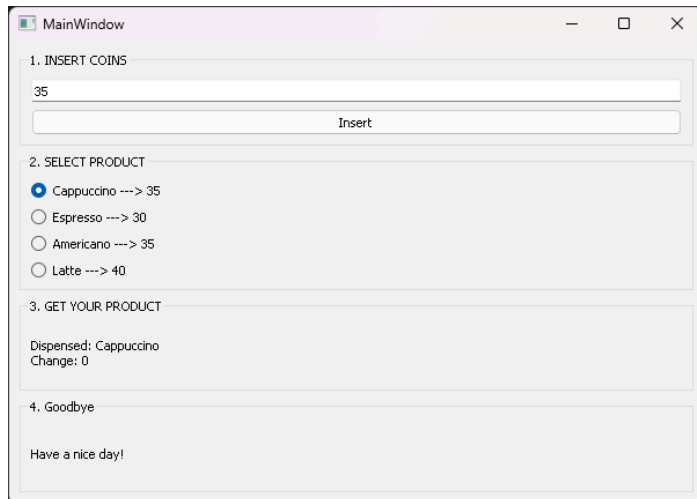 MainWindow
1. INSERT COINS
35
Insert
2. SELECT PRODUCT
Cappuccino ---> 35
Espresso ---> 30
Americano ---> 35
Latte ---> 40
3. GET YOUR PRODUCT
Dispensed: Cappuccino
Change: 0
4. Goodbye
Have a nice day!